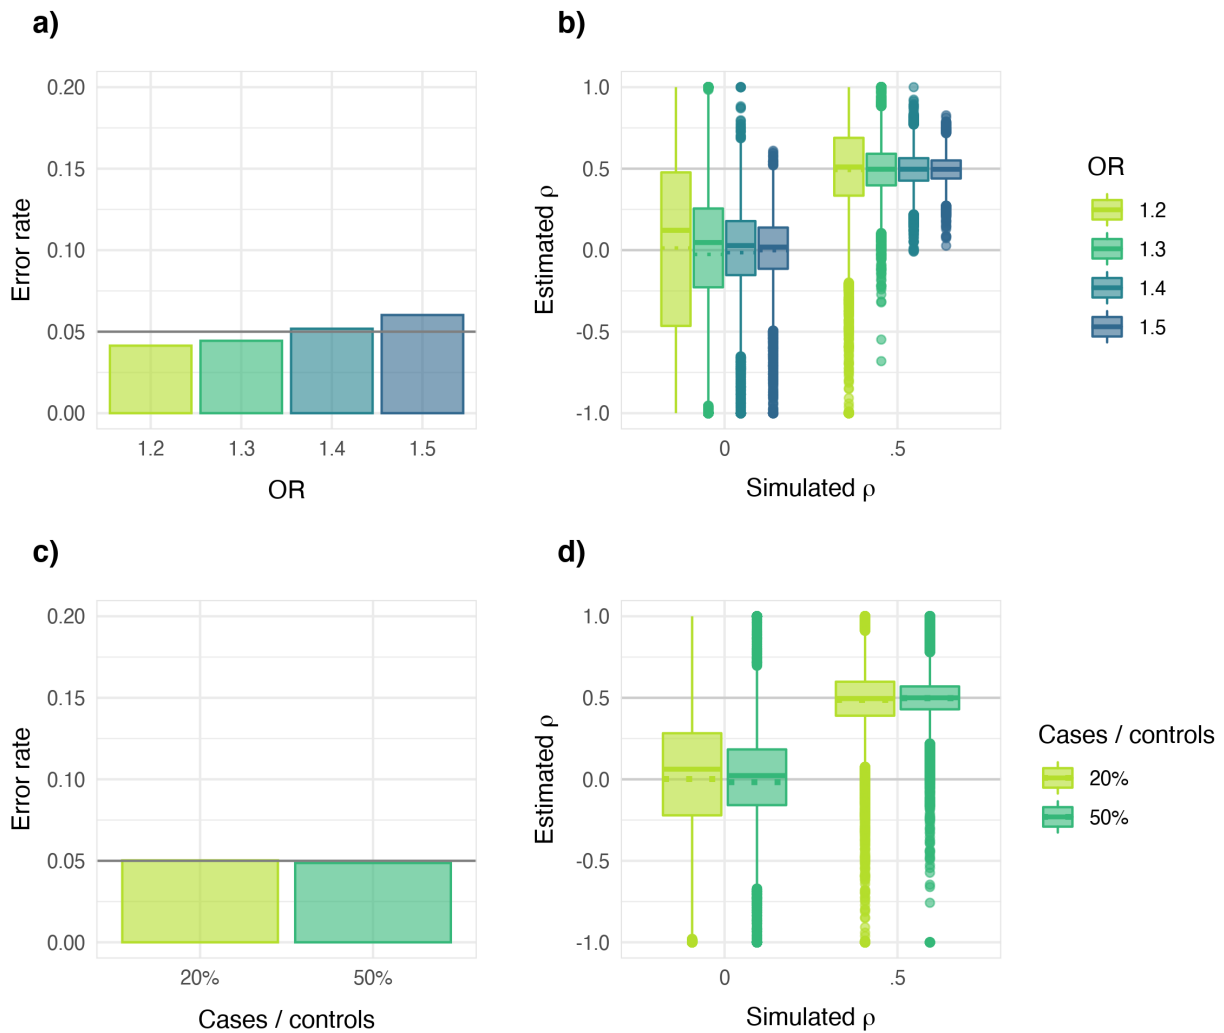 a)
Error rate
0.20
0.15
0.10
0.05
0.00
1.2 1.3 1.4 1.5
OR
b)
Estimated ρ
1.0
0.5
0.0
-0.5
-1.0
0 .5
Simulated ρ
OR
1.2
1.3
1.4
1.5
c)
Error rate
0.20
0.15
0.10
0.05
0.00
20% 50%
Cases / controls
d)
Estimated ρ
1.0
0.5
0.0
-0.5
-1.0
0 .5
Simulated ρ
Cases / controls
20%
50%